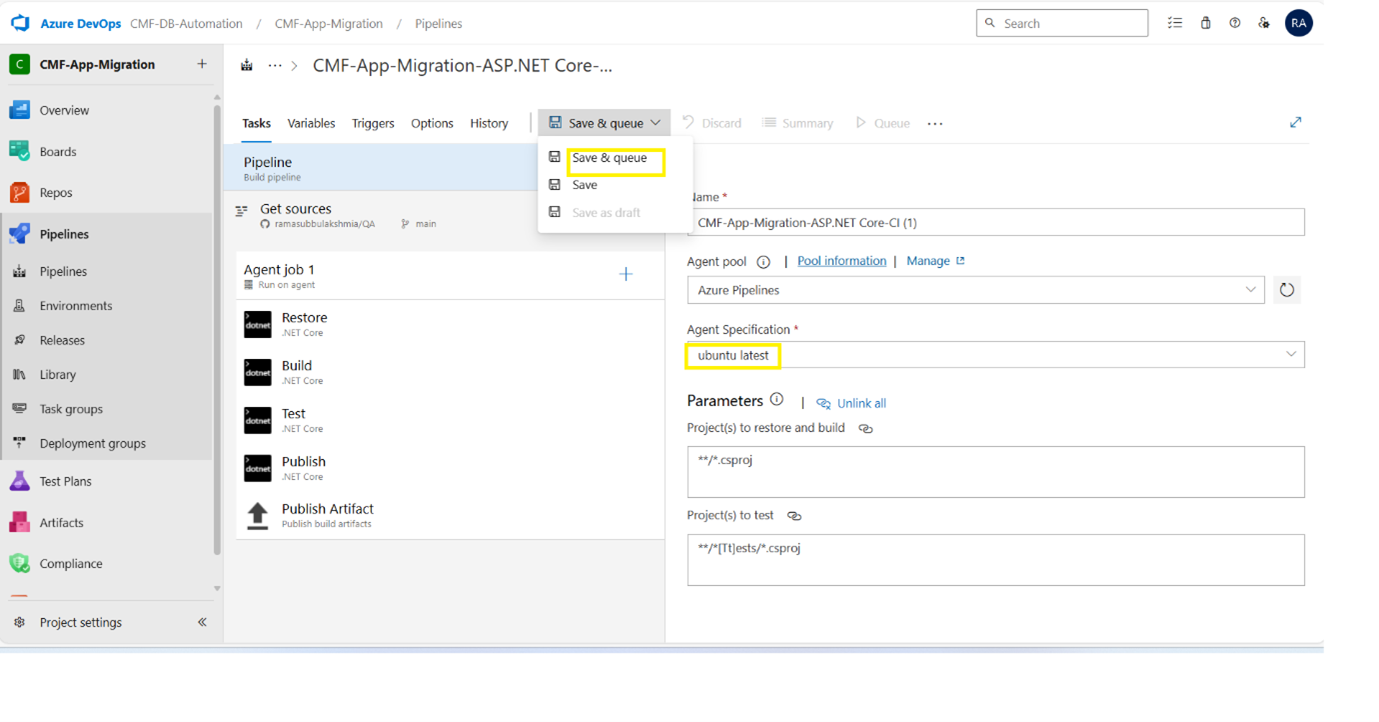 Azure DevOps CMF-DB-Automation / CMF-App-Migration / Pipelines
Search
RA
C CMF-App-Migration +
Overview
Boards
Repos
Pipelines
Pipelines
Environments
Releases
Library
Task groups
Deployment groups
Test Plans
Artifacts
Compliance
Project settings
··· > CMF-App-Migration-ASP.NET Core-...
Tasks Variables Triggers Options History Save & queue Discard Summary Queue ···
Save & queue
Save
Save as draft
Pipeline
Build pipeline
Get sources
ramasubbulakshmia/QA main
Agent job 1
Run on agent
dotnet Restore
.NET Core
dotnet Build
.NET Core
dotnet Test
.NET Core
dotnet Publish
.NET Core
Publish Artifact
Publish build artifacts
Name *
CMF-App-Migration-ASP.NET Core-CI (1)
Agent pool | Pool information | Manage
Azure Pipelines
Agent Specification *
ubuntu latest
Parameters | Unlink all
Project(s) to restore and build
**/*.csproj
Project(s) to test
**/*[Tt]ests/*.csproj